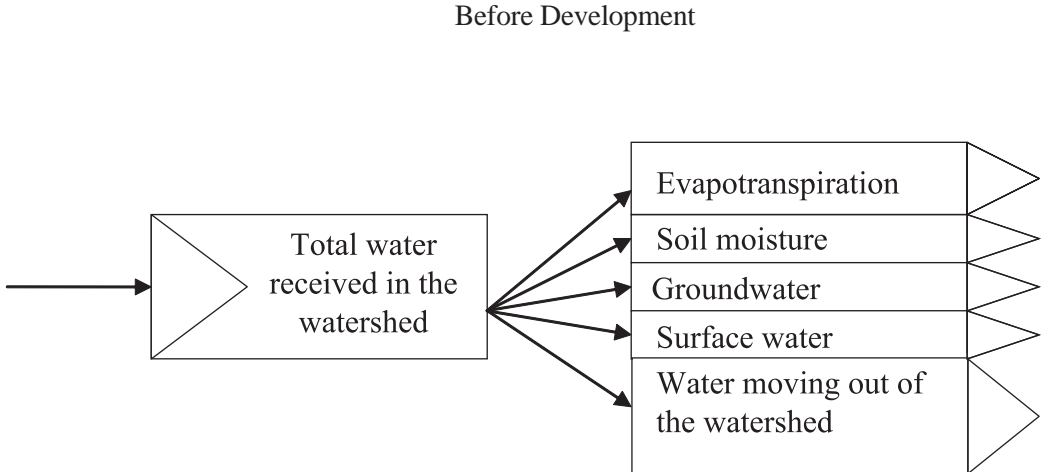 Before Development
Total water
received in the
watershed
Evapotranspiration
Soil moisture
Groundwater
Surface water
Water moving out of
the watershed